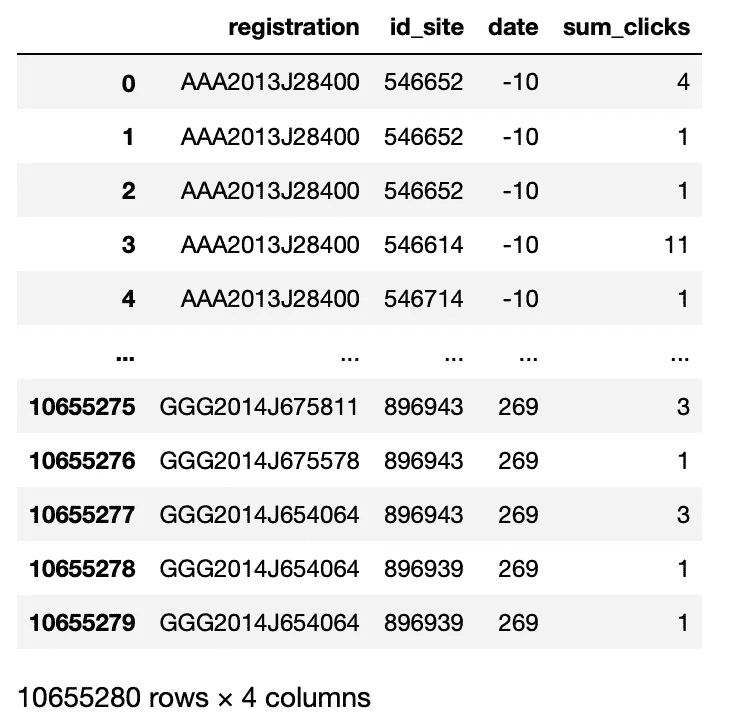 registration id_site date sum_clicks
0 AAA2013J28400 546652 -10 4
1 AAA2013J28400 546652 -10 1
2 AAA2013J28400 546652 -10 1
3 AAA2013J28400 546614 -10 11
4 AAA2013J28400 546714 -10 1
... ... ... ... ...
10655275 GGG2014J675811 896943 269 3
10655276 GGG2014J675578 896943 269 1
10655277 GGG2014J654064 896943 269 3
10655278 GGG2014J654064 896939 269 1
10655279 GGG2014J654064 896939 269 1
10655280 rows × 4 columns